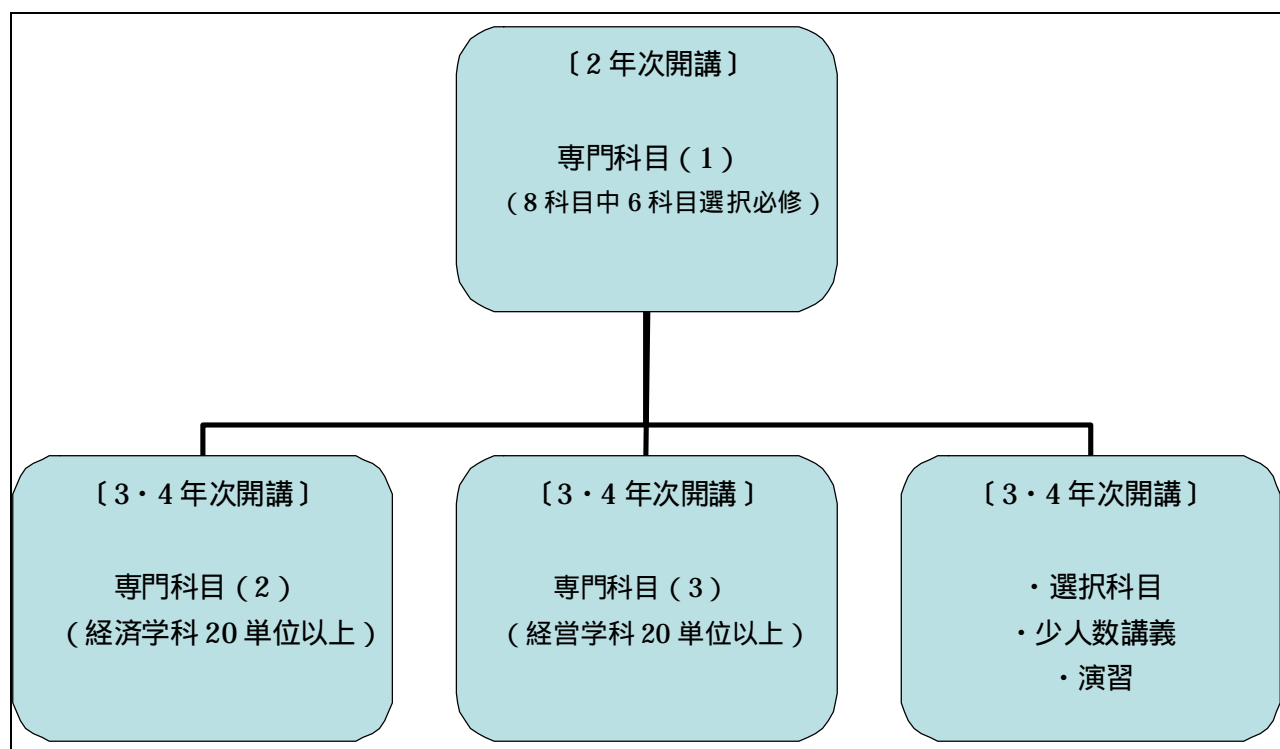 〔2年次開講〕
専門科目（1）
（8科目中6科目選択必修）
〔3・4年次開講〕
専門科目（2）
（経済学科20単位以上）
〔3・4年次開講〕
専門科目（3）
（経営学科20単位以上）
〔3・4年次開講〕
・選択科目
・少人数講義
・演習